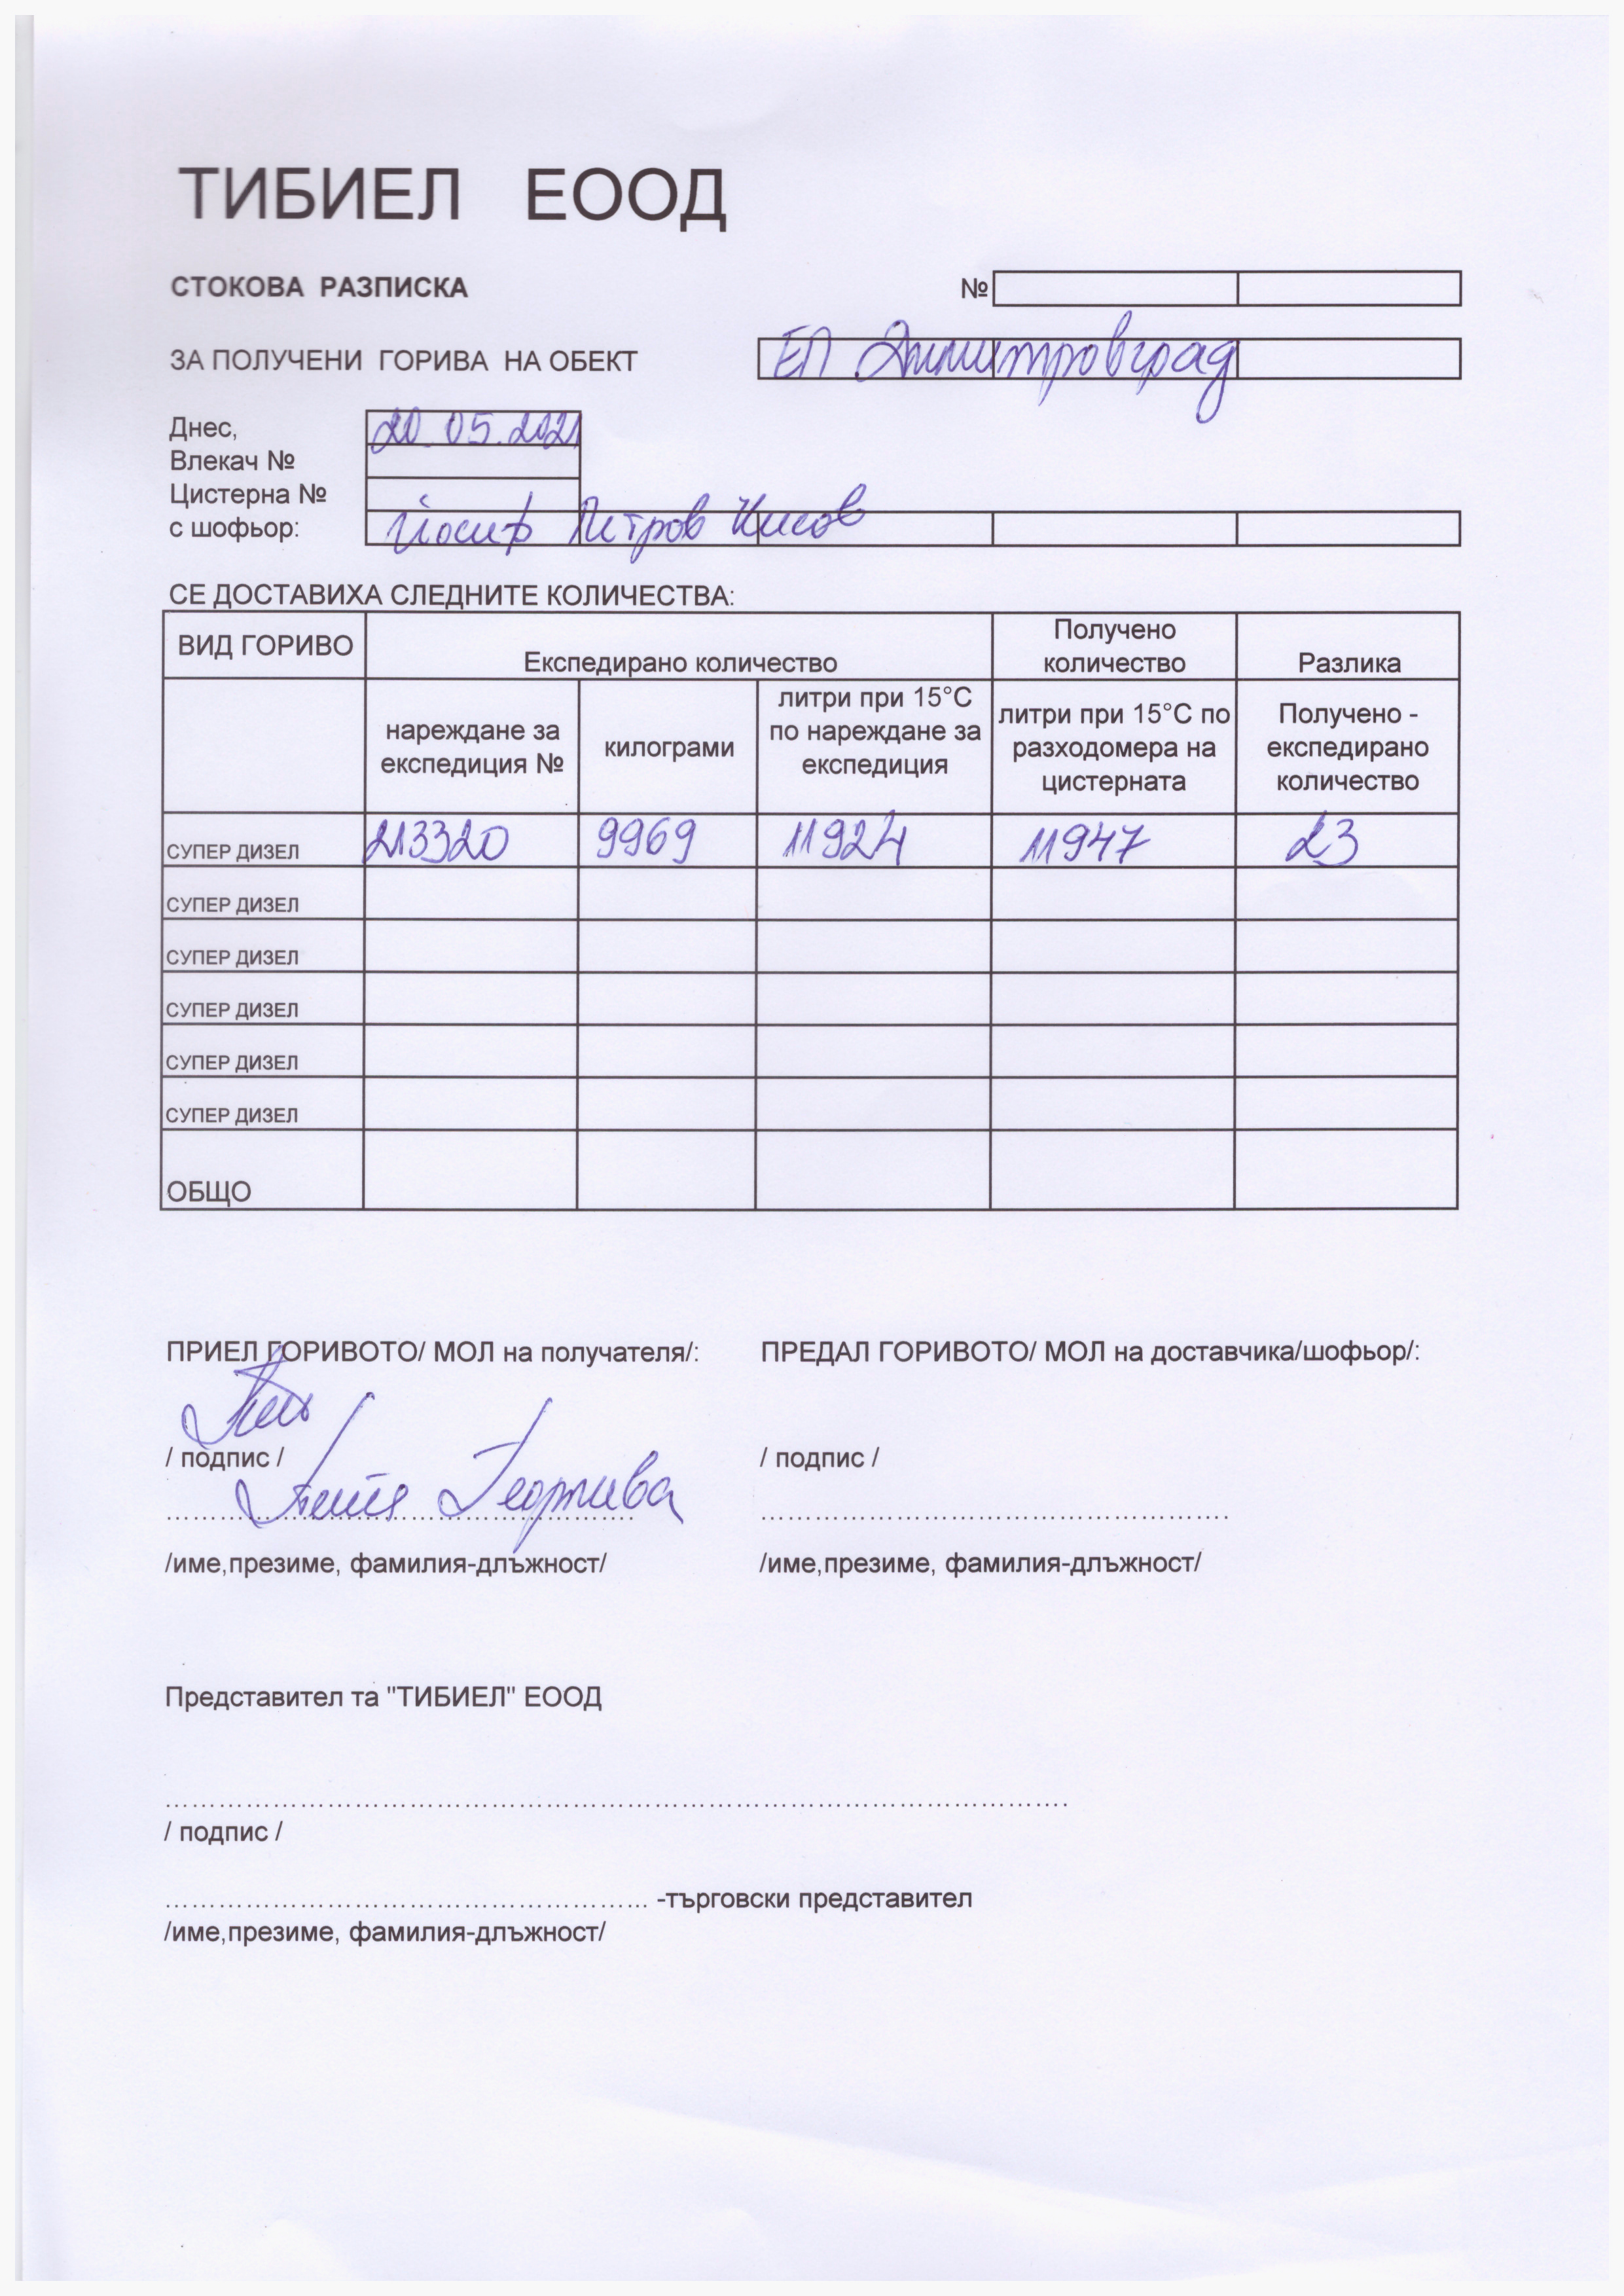 ТИБИЕЛ ЕООД
СТОКОВА РАЗПИСКА №
ЗА ПОЛУЧЕНИ ГОРИВА НА ОБЕКТ ЕП Димитровград
Днес, 20.05.2021
Влекач №
Цистерна №
с шофьор: Йосиф Петров Кисов
СЕ ДОСТАВИХА СЛЕДНИТЕ КОЛИЧЕСТВА:
ВИД ГОРИВО Експедирано количество Получено количество Разлика
нареждане за експедиция № килограми литри при 15°C по нареждане за експедиция литри при 15°C по разходомера на цистерната Получено - експедирано количество
СУПЕР ДИЗЕЛ 213320 9969 11924 11947 23
СУПЕР ДИЗЕЛ
СУПЕР ДИЗЕЛ
СУПЕР ДИЗЕЛ
СУПЕР ДИЗЕЛ
СУПЕР ДИЗЕЛ
ОБЩО
ПРИЕЛ ГОРИВОТО/ МОЛ на получателя/: ПРЕДАЛ ГОРИВОТО/ МОЛ на доставчика/шофьор/:
/ подпис / / подпис /
Георгиева
/име,презиме, фамилия-длъжност/ /име,презиме, фамилия-длъжност/
Представител та "ТИБИЕЛ" ЕООД
/ подпис /
-търговски представител
/име,презиме, фамилия-длъжност/